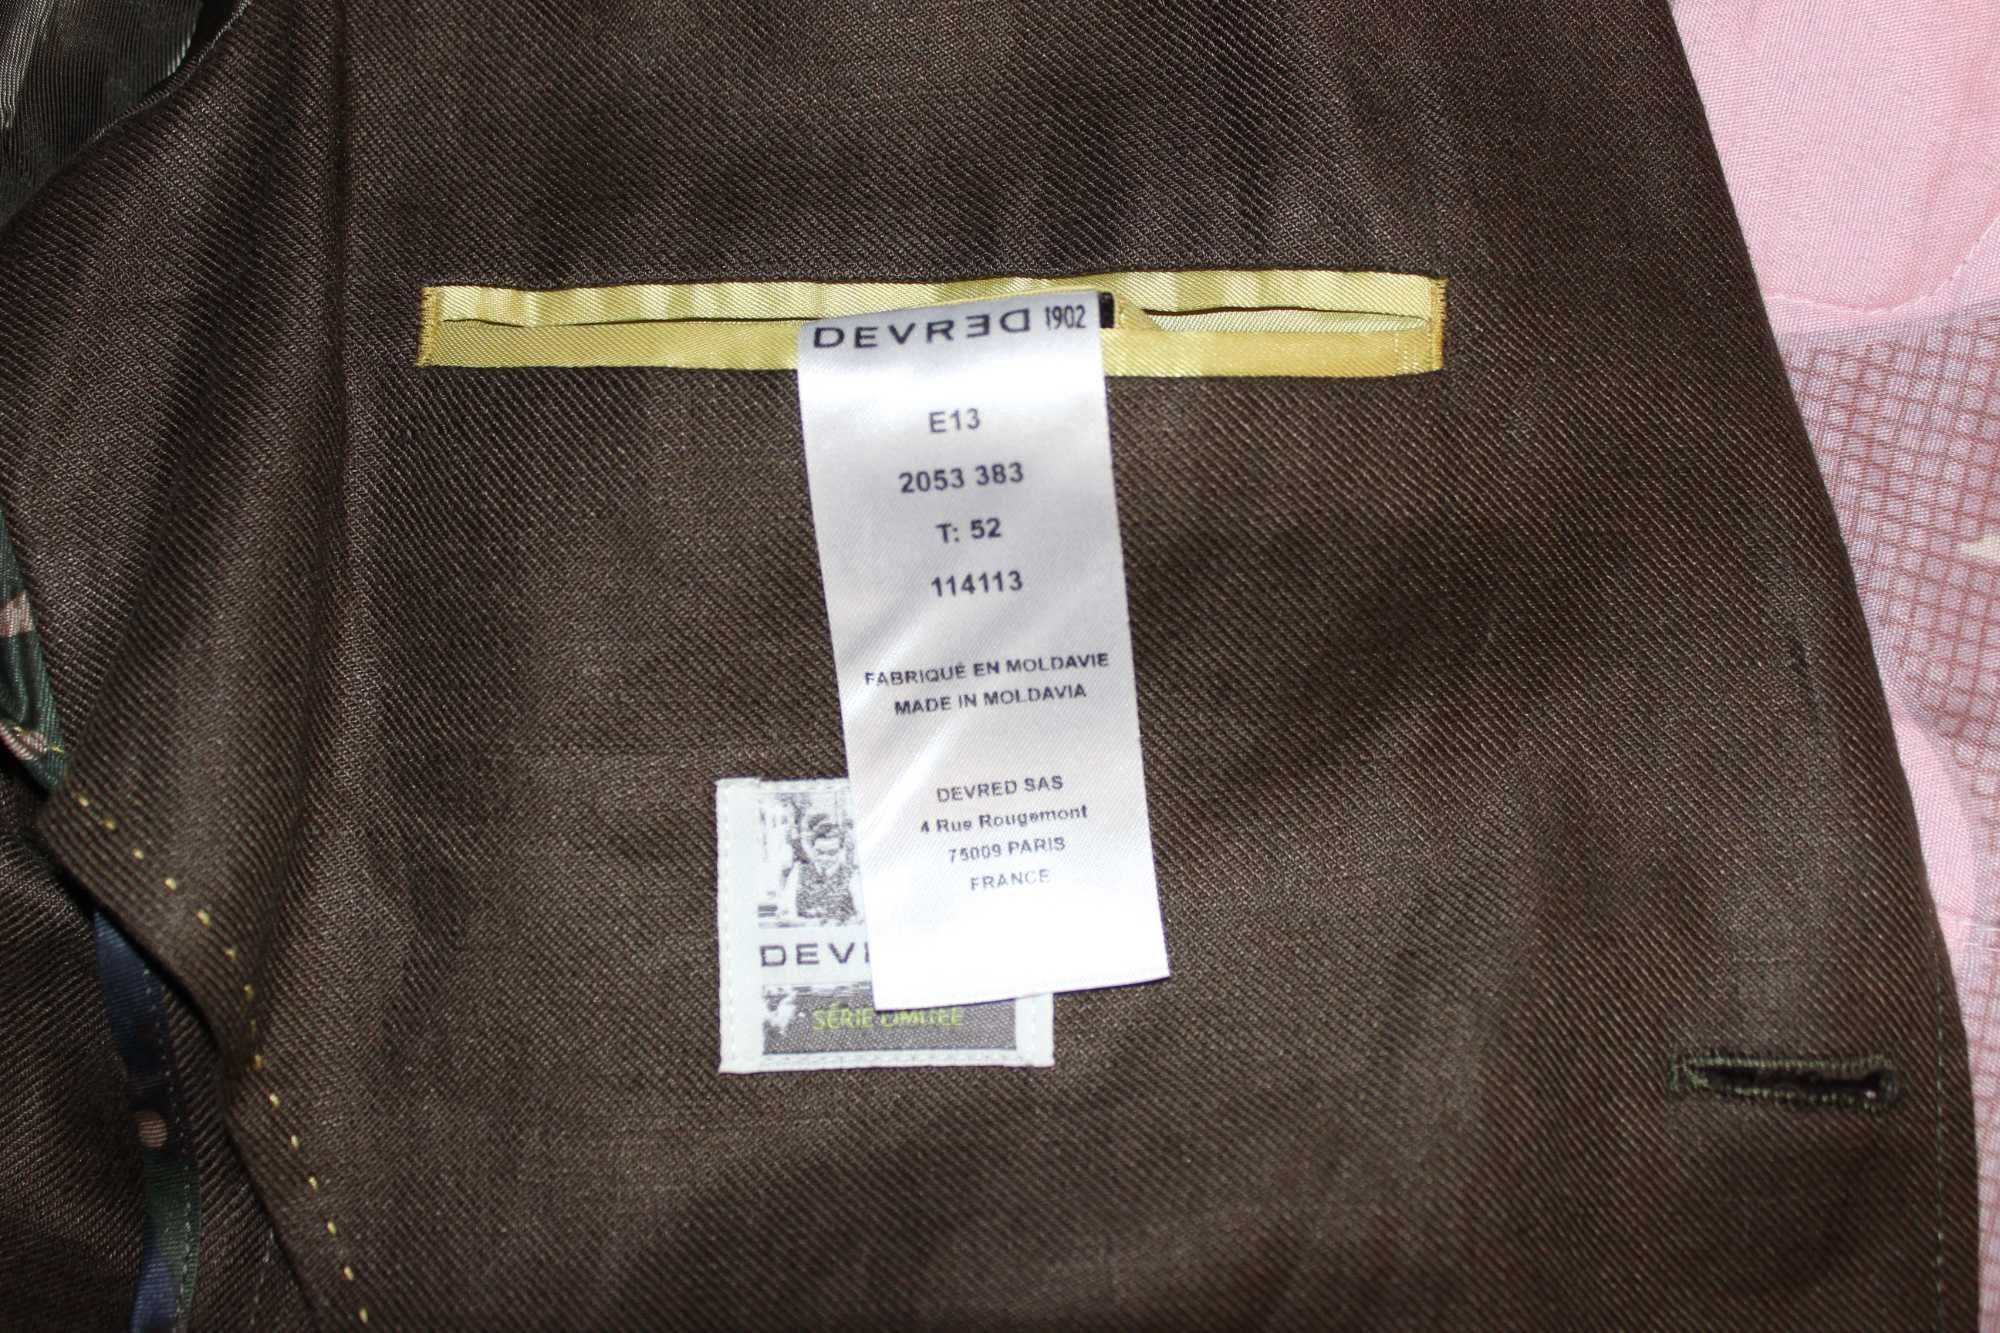 DEVRED 1902
E13
2053 383
T: 52
114113
FABRIQUÉ EN MOLDAVIE
MADE IN MOLDAVIA
DEVRED SAS
4 Rue Rougemont
75009 PARIS
FRANCE
DEV
SÉRIE LIMITÉE